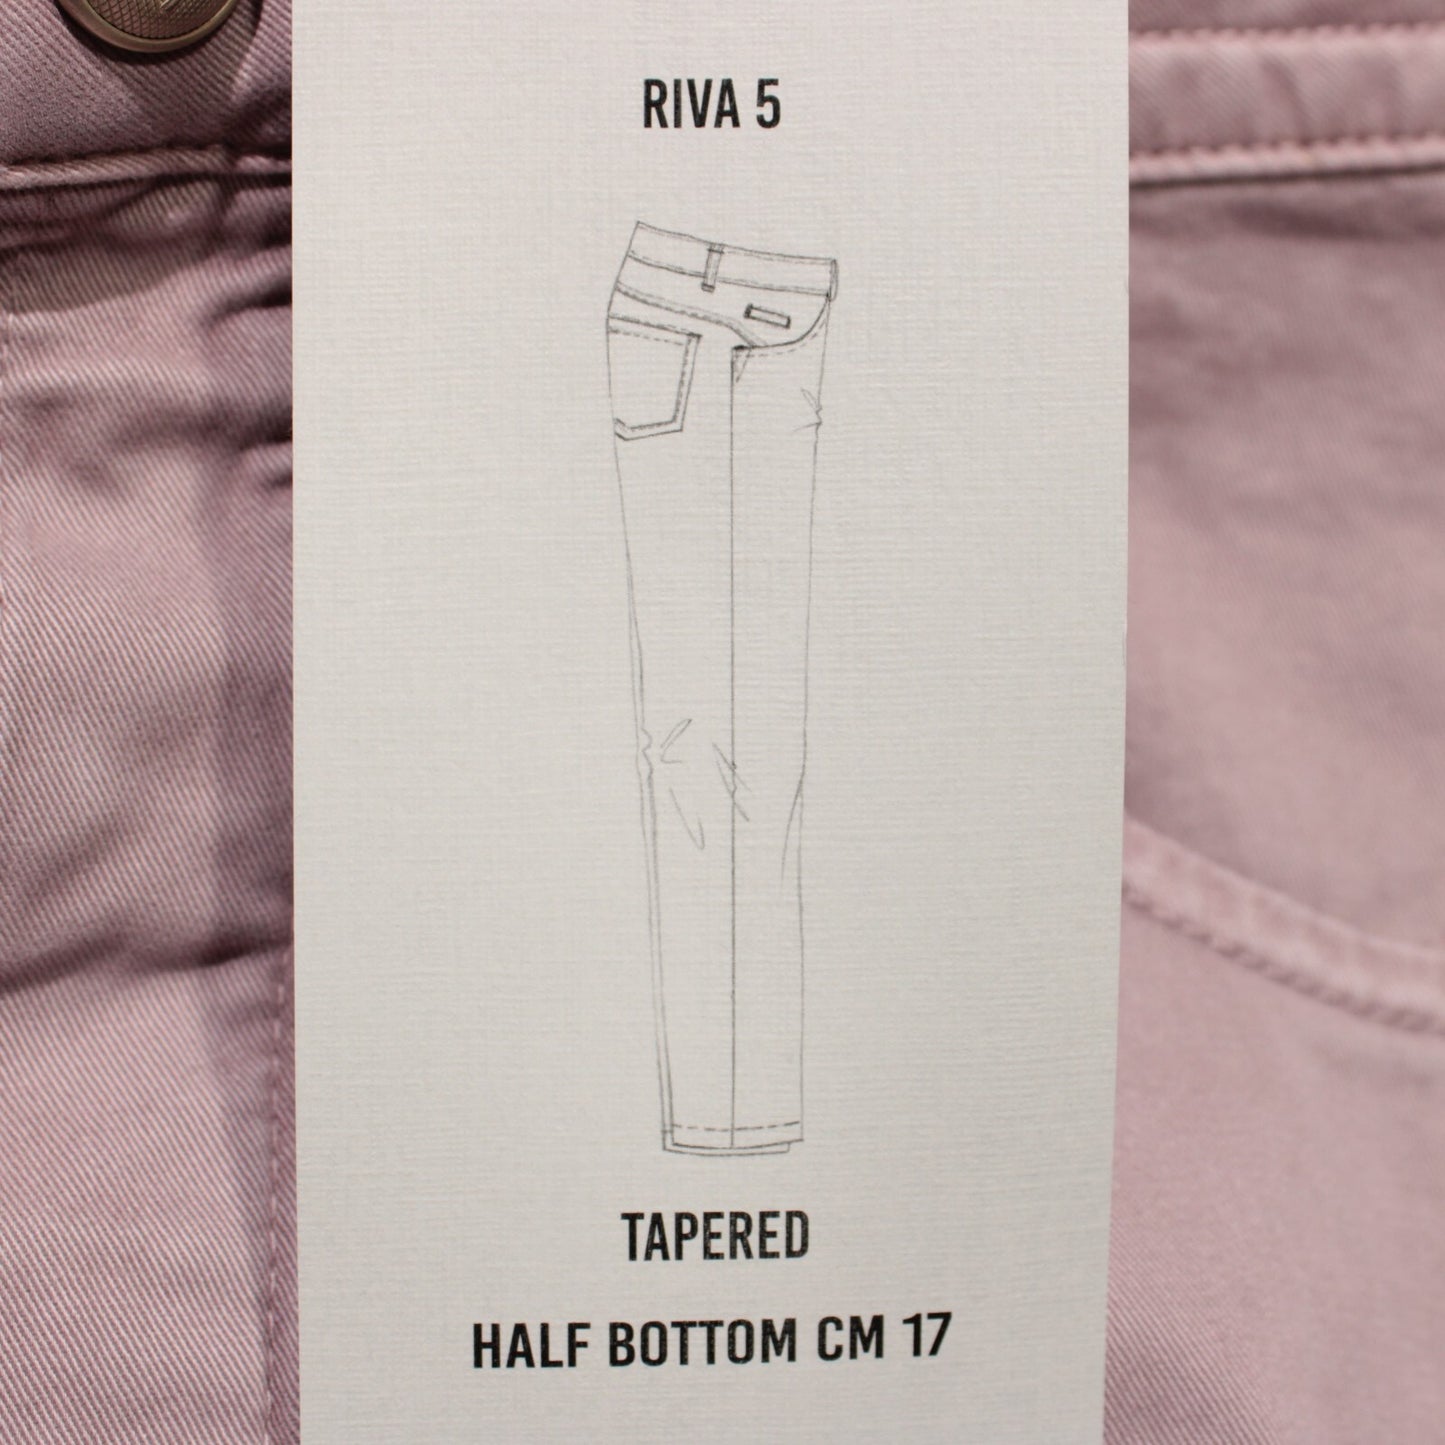 RIVA 5
TAPERED
HALF BOTTOM CM 17